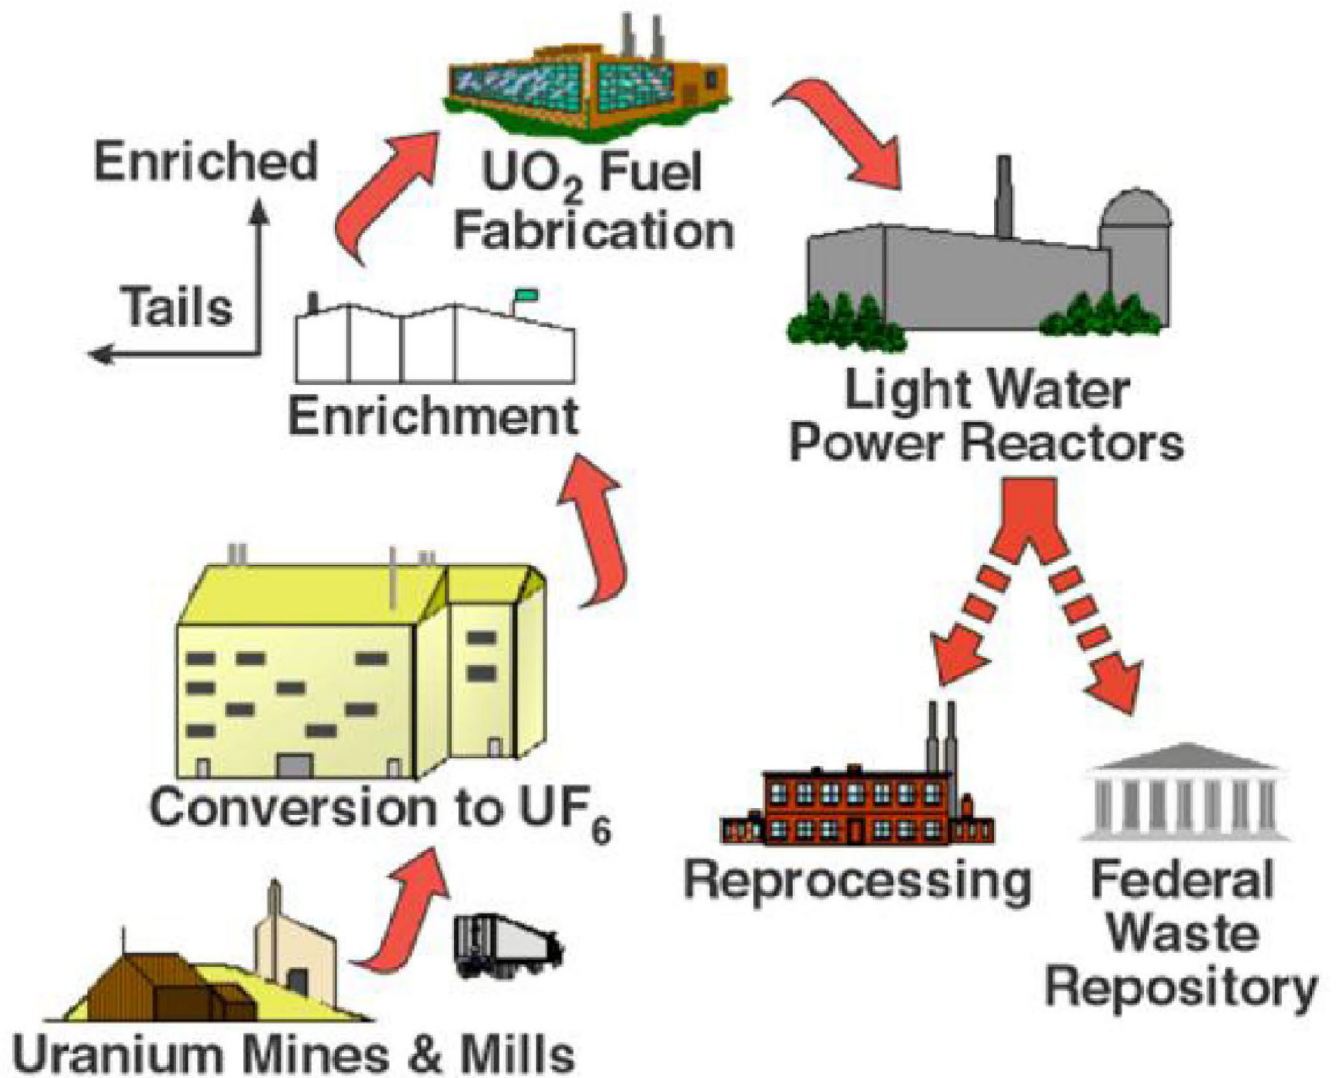 Enriched
Tails
UO₂ Fuel
Fabrication
Enrichment
Light Water
Power Reactors
Conversion to UF₆
Reprocessing
Federal
Waste
Repository
Uranium Mines & Mills